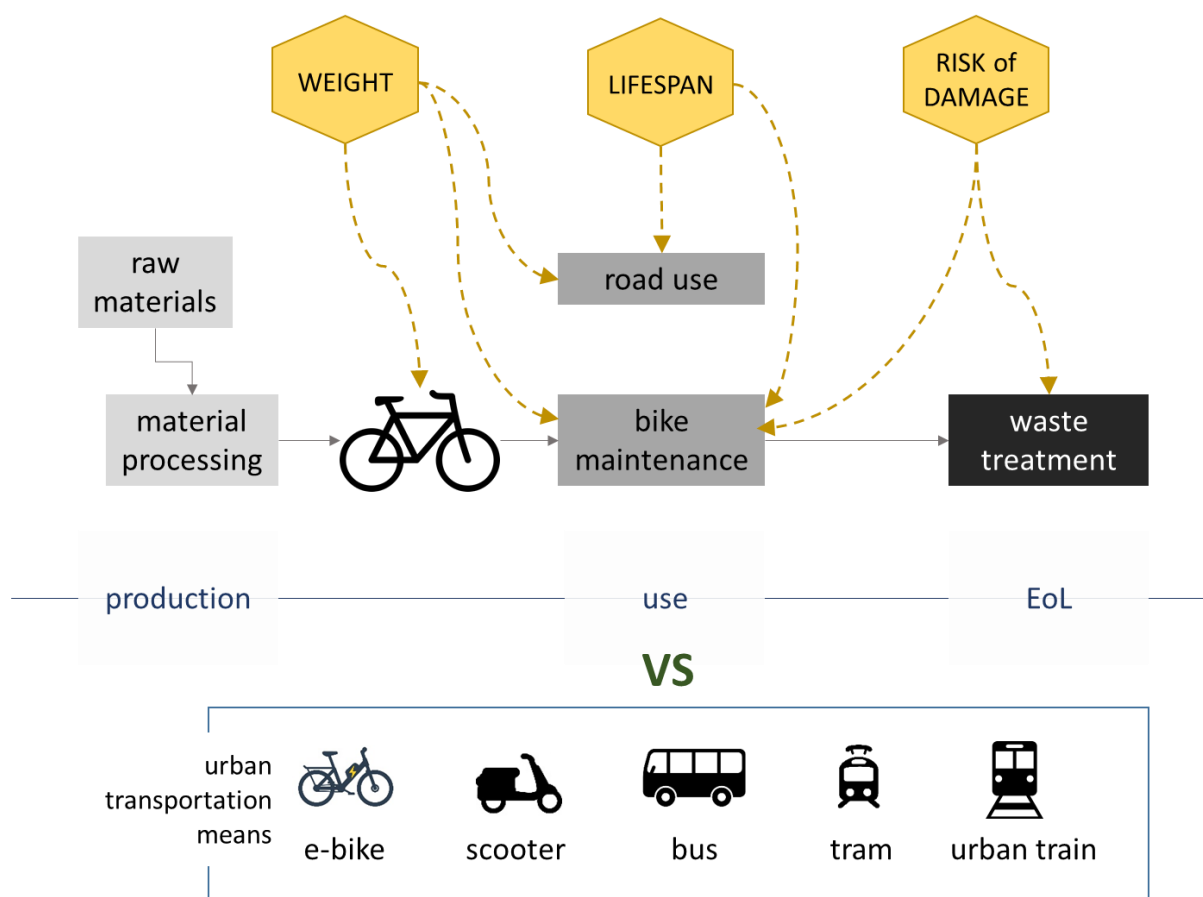 WEIGHT
LIFESPAN
RISK of
DAMAGE
raw
materials
road use
material
processing
bike
maintenance
waste
treatment
production
use
EoL
VS
urban
transportation
means
e-bike
scooter
bus
tram
urban train